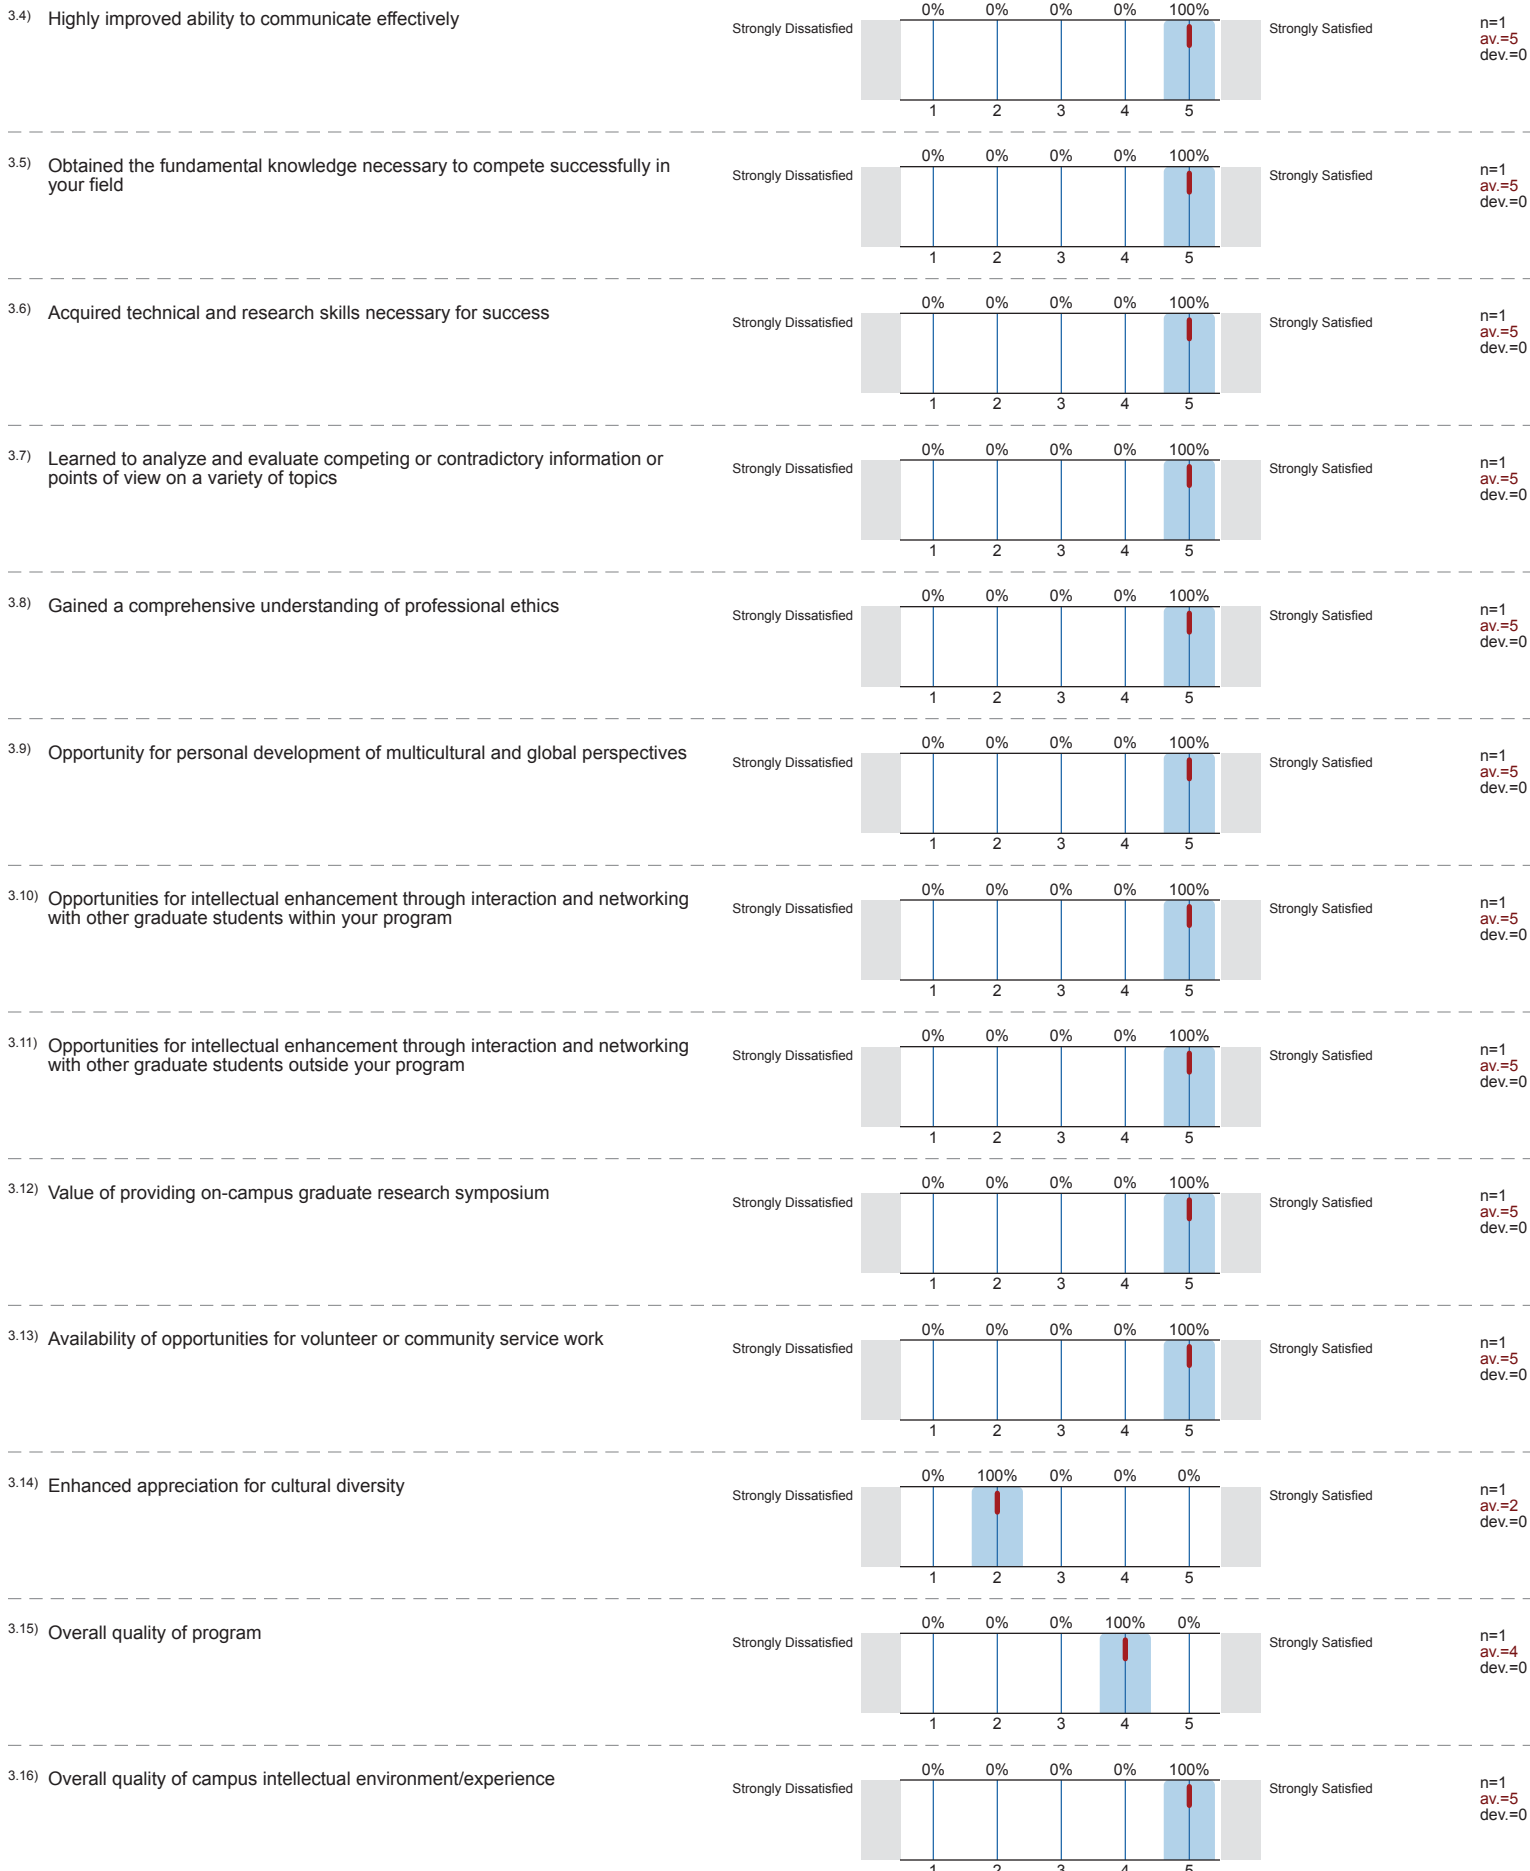 3.4) Highly improved ability to communicate effectively
0% 0% 0% 0% 100%
Strongly Dissatisfied Strongly Satisfied
n=1
av.=5
dev.=0
1 2 3 4 5
3.5) Obtained the fundamental knowledge necessary to compete successfully in
your field
0% 0% 0% 0% 100%
Strongly Dissatisfied Strongly Satisfied
n=1
av.=5
dev.=0
1 2 3 4 5
3.6) Acquired technical and research skills necessary for success
0% 0% 0% 0% 100%
Strongly Dissatisfied Strongly Satisfied
n=1
av.=5
dev.=0
1 2 3 4 5
3.7) Learned to analyze and evaluate competing or contradictory information or
points of view on a variety of topics
0% 0% 0% 0% 100%
Strongly Dissatisfied Strongly Satisfied
n=1
av.=5
dev.=0
1 2 3 4 5
3.8) Gained a comprehensive understanding of professional ethics
0% 0% 0% 0% 100%
Strongly Dissatisfied Strongly Satisfied
n=1
av.=5
dev.=0
1 2 3 4 5
3.9) Opportunity for personal development of multicultural and global perspectives
0% 0% 0% 0% 100%
Strongly Dissatisfied Strongly Satisfied
n=1
av.=5
dev.=0
1 2 3 4 5
3.10) Opportunities for intellectual enhancement through interaction and networking
with other graduate students within your program
0% 0% 0% 0% 100%
Strongly Dissatisfied Strongly Satisfied
n=1
av.=5
dev.=0
1 2 3 4 5
3.11) Opportunities for intellectual enhancement through interaction and networking
with other graduate students outside your program
0% 0% 0% 0% 100%
Strongly Dissatisfied Strongly Satisfied
n=1
av.=5
dev.=0
1 2 3 4 5
3.12) Value of providing on-campus graduate research symposium
0% 0% 0% 0% 100%
Strongly Dissatisfied Strongly Satisfied
n=1
av.=5
dev.=0
1 2 3 4 5
3.13) Availability of opportunities for volunteer or community service work
0% 0% 0% 0% 100%
Strongly Dissatisfied Strongly Satisfied
n=1
av.=5
dev.=0
1 2 3 4 5
3.14) Enhanced appreciation for cultural diversity
0% 100% 0% 0% 0%
Strongly Dissatisfied Strongly Satisfied
n=1
av.=2
dev.=0
1 2 3 4 5
3.15) Overall quality of program
0% 0% 0% 100% 0%
Strongly Dissatisfied Strongly Satisfied
n=1
av.=4
dev.=0
1 2 3 4 5
3.16) Overall quality of campus intellectual environment/experience
0% 0% 0% 0% 100%
Strongly Dissatisfied Strongly Satisfied
n=1
av.=5
dev.=0
1 2 3 4 5